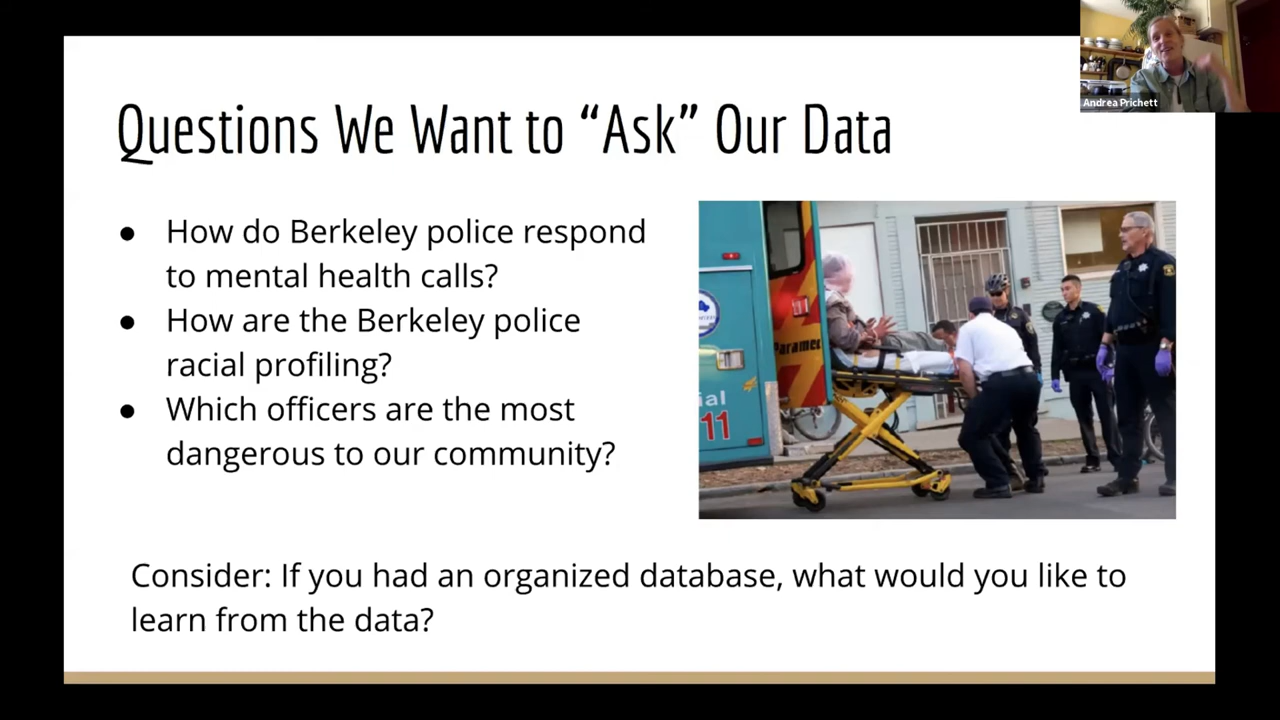 Andrea Prichett
Questions We Want to “Ask” Our Data
● How do Berkeley police respond
to mental health calls?
● How are the Berkeley police
racial profiling?
● Which officers are the most
dangerous to our community?
Paramed
ial
11
Consider: If you had an organized database, what would you like to
learn from the data?